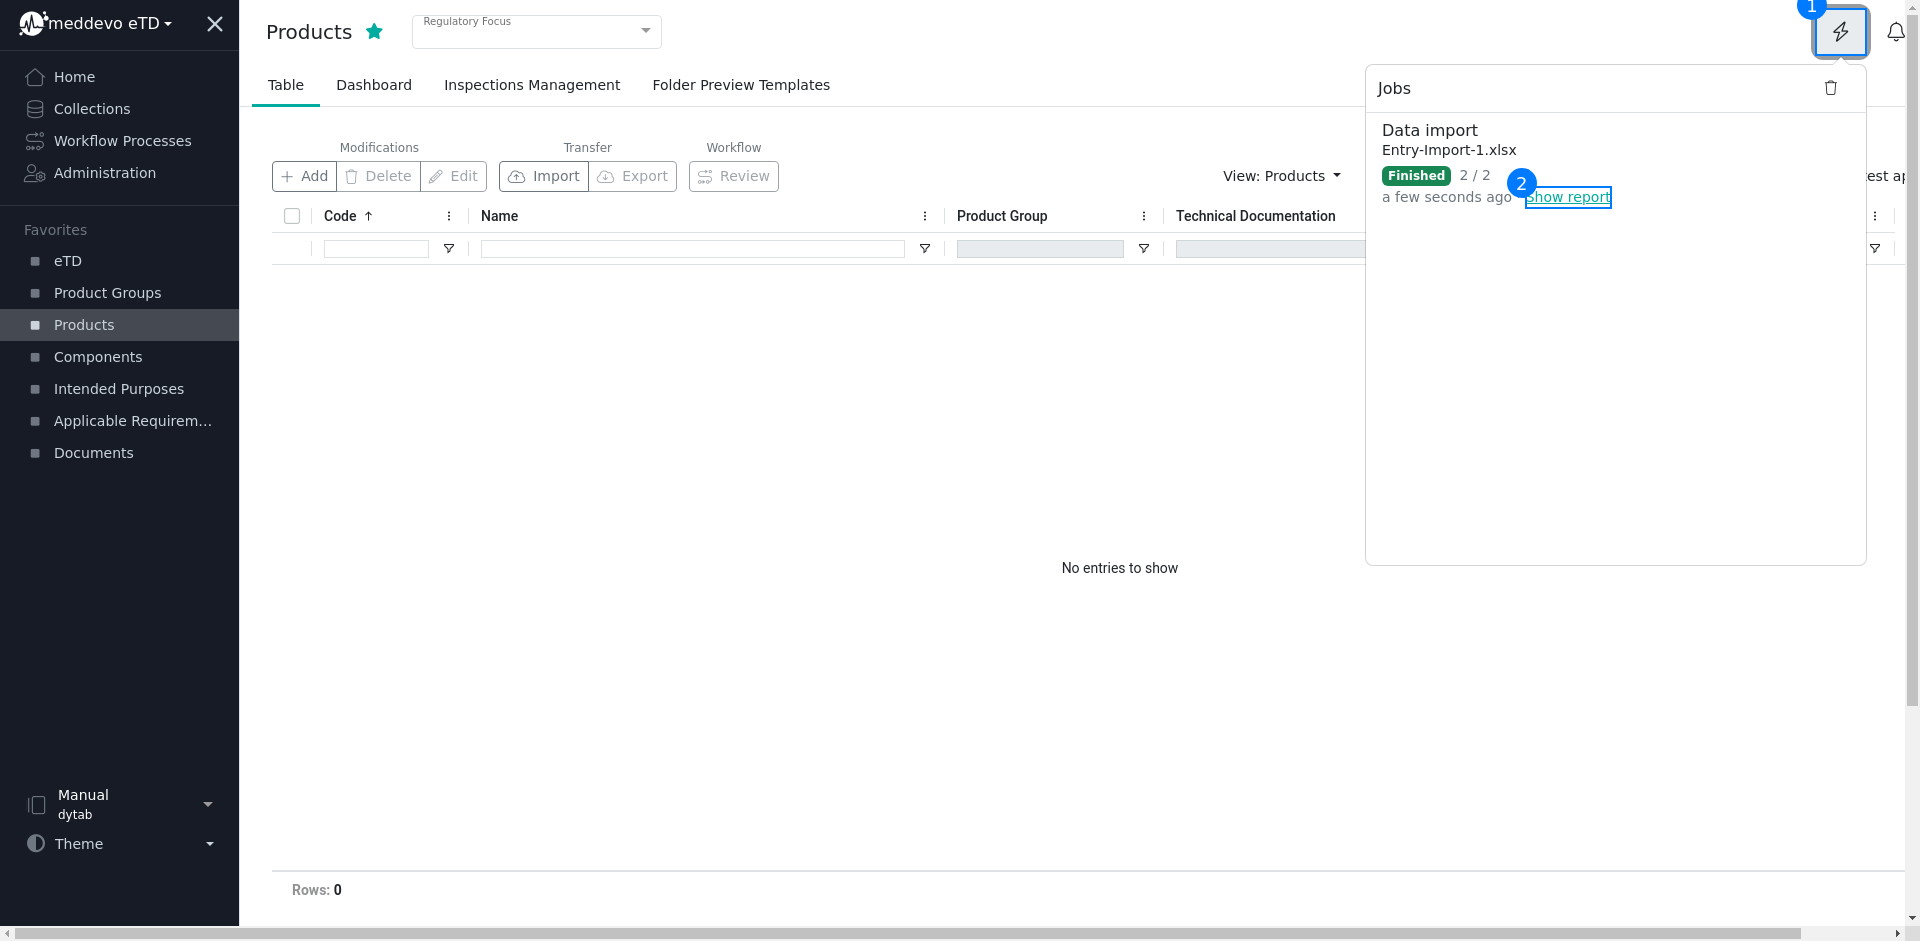 meddevo eTD
Home
Collections
Workflow Processes
Administration
Favorites
eTD
Product Groups
Products
Components
Intended Purposes
Applicable Requirem...
Documents
Manual
dytab
Theme
Products
Regulatory Focus
Table
Dashboard
Inspections Management
Folder Preview Templates
Modifications
Transfer
Workflow
Add
Delete
Edit
Import
Export
Review
View: Products
Code
Name
Product Group
Technical Documentation
No entries to show
Rows: 0
1
Jobs
Data import
Entry-Import-1.xlsx
Finished 2 / 2
2
a few seconds ago
Show report